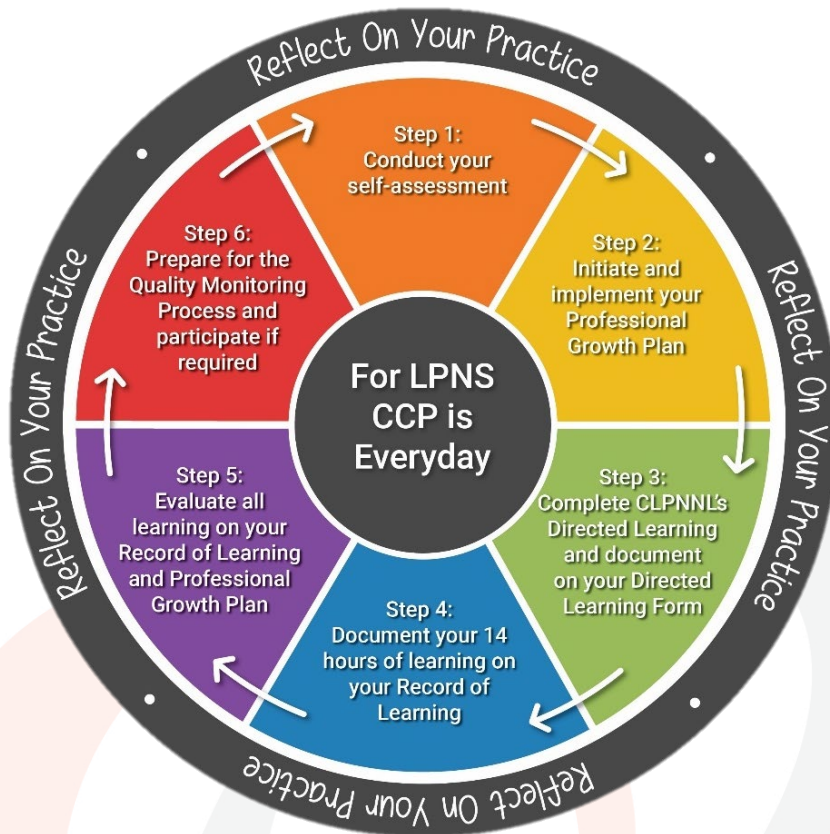 Reflect On Your Practice
Step 1:
Conduct your
self-assessment
Step 2:
Initiate and
implement your
Professional
Growth Plan
Reflect On Your Practice
Step 3:
Complete CLPNNL's
Directed Learning
and document
on your Directed
Learning Form
Step 4:
Document your 14
hours of learning on
your Record of
Learning
Reflect On Your Practice
Step 5:
Evaluate all
learning on your
Record of Learning
and Professional
Growth Plan
Reflect On Your Practice
Step 6:
Prepare for the
Quality Monitoring
Process and
participate if
required
For LPNS
CCP is
Everyday